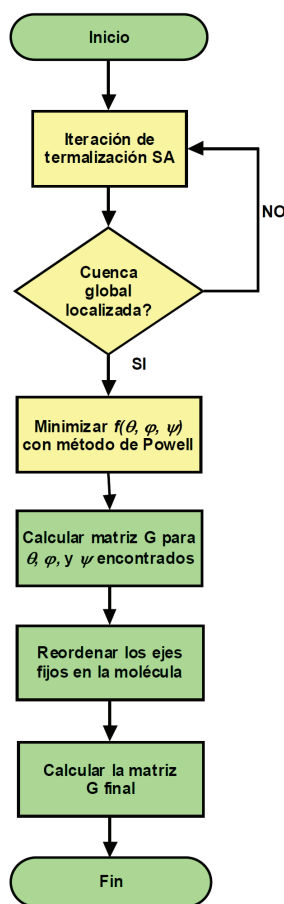 Inicio
Iteración de
termalización SA
NO
Cuenca
global
localizada?
SI
Minimizar f(θ, φ, ψ)
con método de Powell
Calcular matriz G para
θ, φ, y ψ encontrados
Reordenar los ejes
fijos en la molécula
Calcular la matriz
G final
Fin